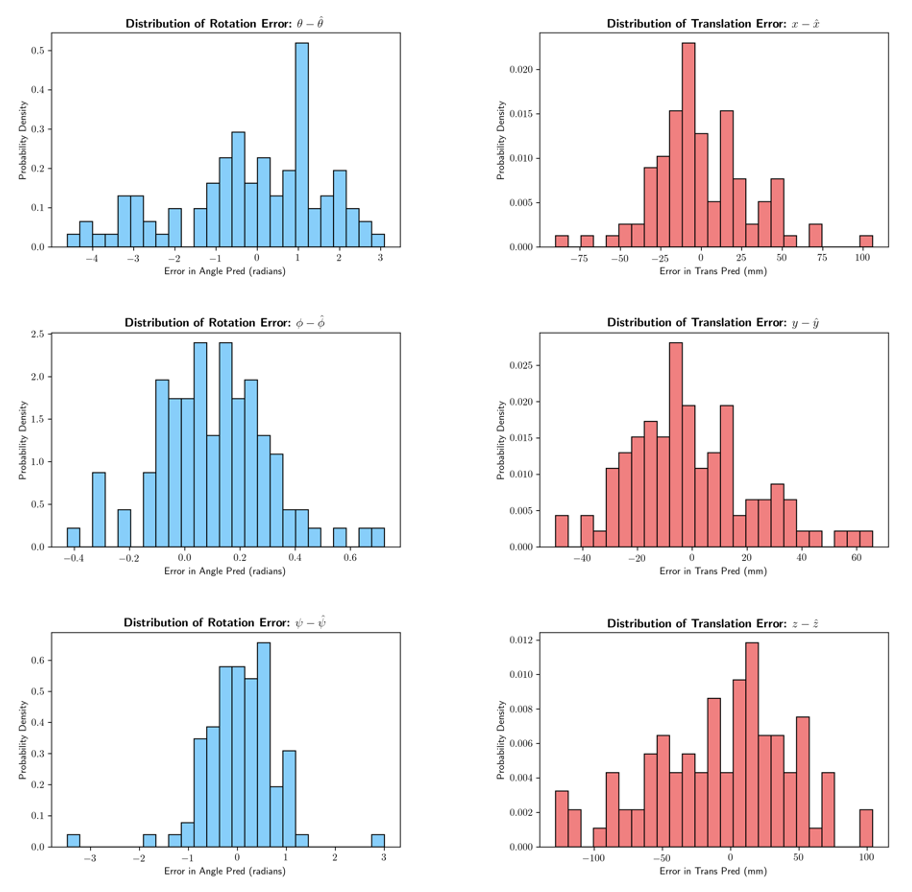 Distribution of Rotation Error: θ − θ̂
Probability Density
0.5
0.4
0.3
0.2
0.1
0.0
−4 −3 −2 −1 0 1 2 3
Error in Angle Pred (radians)
Distribution of Translation Error: x − x̂
Probability Density
0.020
0.015
0.010
0.005
0.000
−75 −50 −25 0 25 50 75 100
Error in Trans Pred (mm)
Distribution of Rotation Error: ϕ − ϕ̂
Probability Density
2.5
2.0
1.5
1.0
0.5
0.0
−0.4 −0.2 0.0 0.2 0.4 0.6
Error in Angle Pred (radians)
Distribution of Translation Error: y − ŷ
Probability Density
0.025
0.020
0.015
0.010
0.005
0.000
−40 −20 0 20 40 60
Error in Trans Pred (mm)
Distribution of Rotation Error: ψ − ψ̂
Probability Density
0.6
0.5
0.4
0.3
0.2
0.1
0.0
−3 −2 −1 0 1 2 3
Error in Angle Pred (radians)
Distribution of Translation Error: z − ẑ
Probability Density
0.012
0.010
0.008
0.006
0.004
0.002
0.000
−100 −50 0 50 100
Error in Trans Pred (mm)